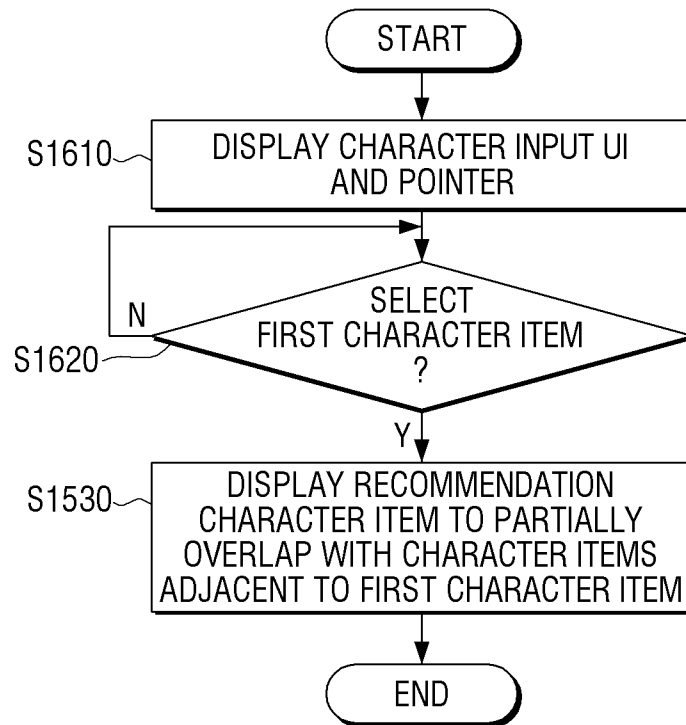 START
S1610
DISPLAY CHARACTER INPUT UI
AND POINTER
N
SELECT
FIRST CHARACTER ITEM
?
S1620
Y
S1530
DISPLAY RECOMMENDATION
CHARACTER ITEM TO PARTIALLY
OVERLAP WITH CHARACTER ITEMS
ADJACENT TO FIRST CHARACTER ITEM
END